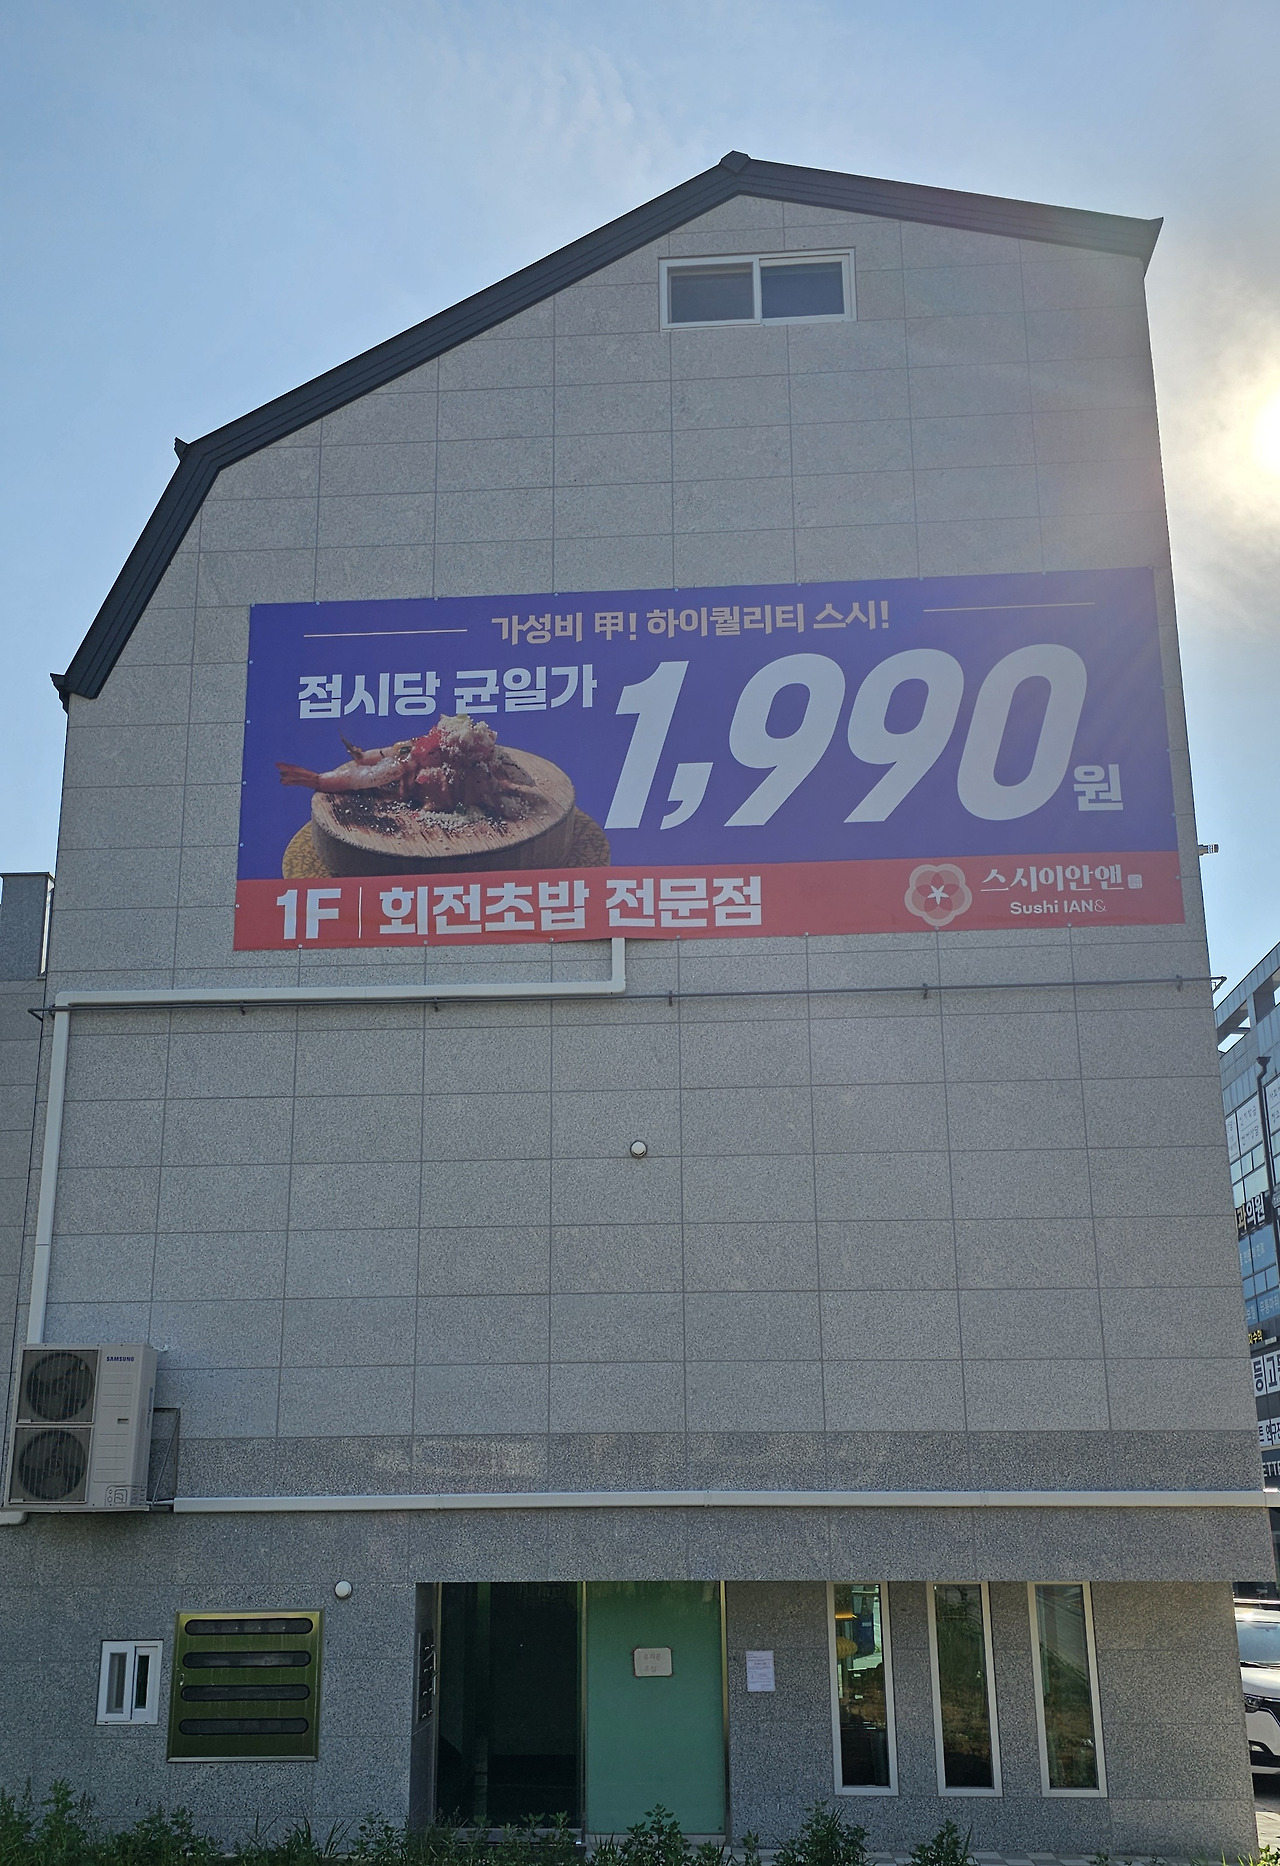 가성비 甲! 하이퀄리티 스시!
접시당 균일가
1,990원
1F | 회전초밥 전문점
스시이안앤
Sushi IAN&
SAMSUNG